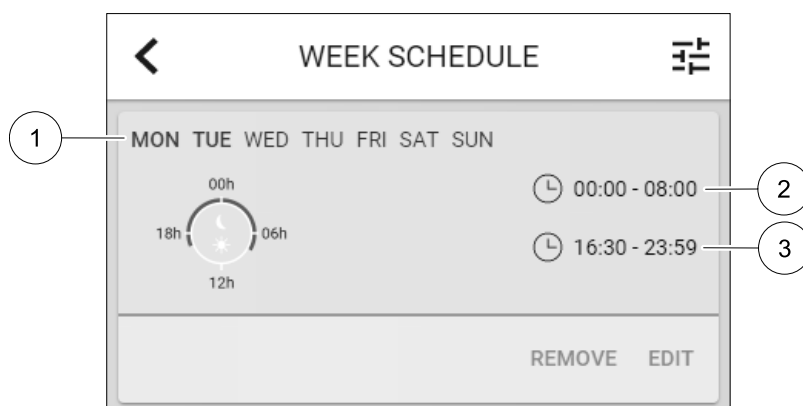 WEEK SCHEDULE
1
MON TUE WED THU FRI SAT SUN
00h
00:00 - 08:00
2
18h
06h
16:30 - 23:59
3
12h
REMOVE EDIT